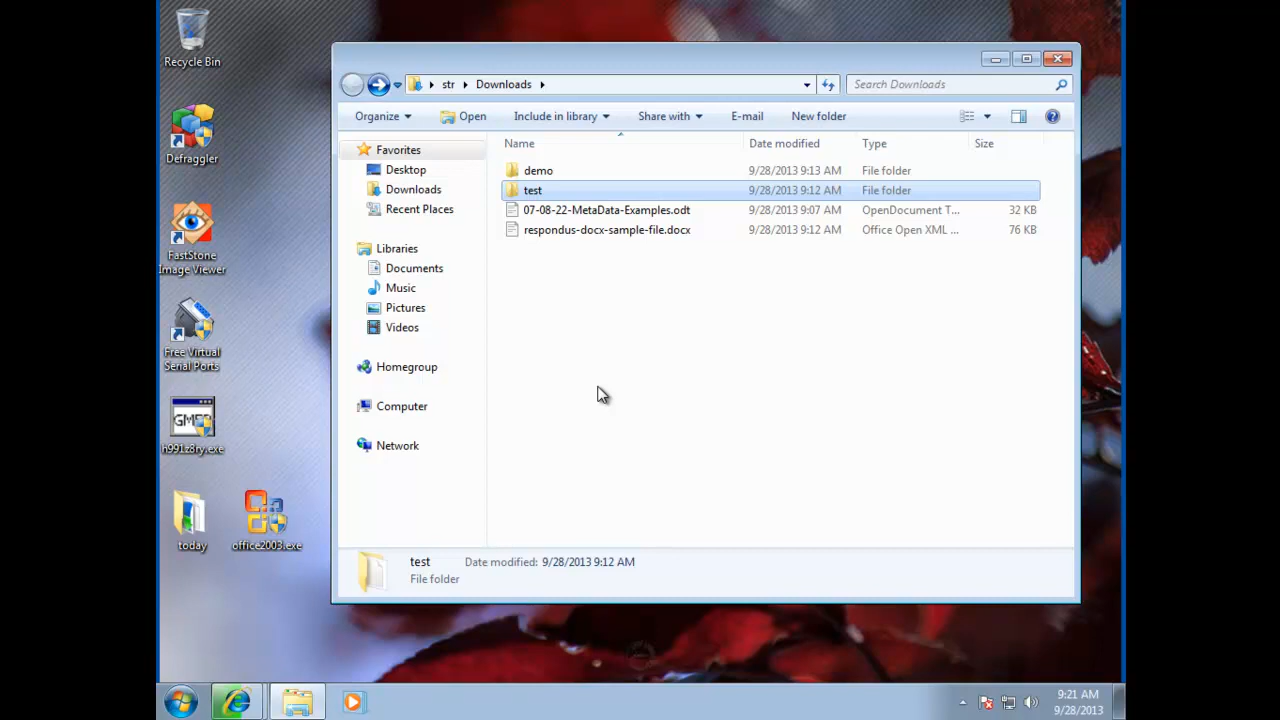 Recycle Bin
Defraggler
FastStone
Image Viewer
Free Virtual
Serial Ports
GMER
h991z8ry.exe
today
office2003.exe
str
Downloads
Search Downloads
Organize
Open
Include in library
Share with
E-mail
New folder
Favorites
Desktop
Downloads
Recent Places
Libraries
Documents
Music
Pictures
Videos
Homegroup
Computer
Network
Name Date modified Type Size
demo 9/28/2013 9:13 AM File folder
test 9/28/2013 9:12 AM File folder
07-08-22-MetaData-Examples.odt 9/28/2013 9:07 AM OpenDocument T... 32 KB
respondus-docx-sample-file.docx 9/28/2013 9:12 AM Office Open XML ... 76 KB
test Date modified: 9/28/2013 9:12 AM
File folder
9:21 AM
9/28/2013